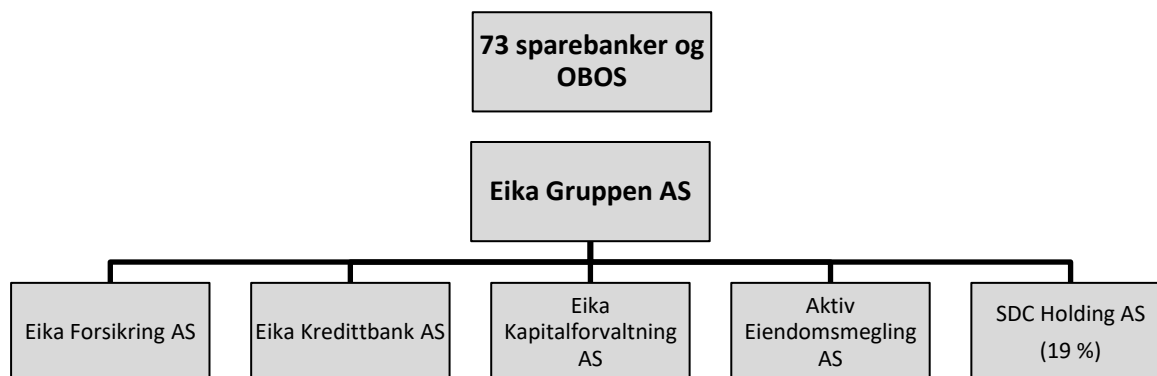 73 sparebanker og
OBOS
Eika Gruppen AS
Eika Forsikring AS
Eika Kredittbank AS
Eika
Kapitalforvaltning
AS
Aktiv
Eiendomsmegling
AS
SDC Holding AS
(19 %)